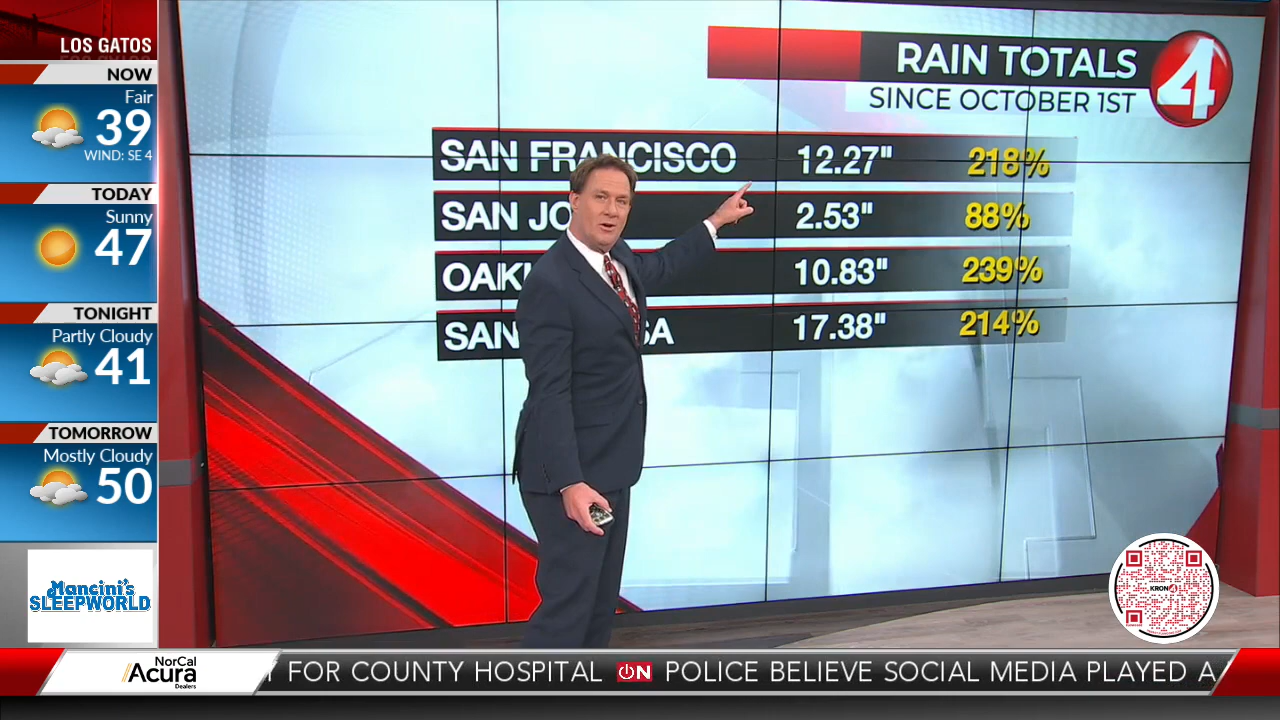 LOS GATOS
NOW
Fair
39
WIND: SE 4
TODAY
Sunny
47
TONIGHT
Partly Cloudy
41
TOMORROW
Mostly Cloudy
50
Mancini's
SLEEPWORLD
RAIN TOTALS
4
SINCE OCTOBER 1ST
SAN FRANCISCO 12.27" 218%
SAN JO 2.53" 88%
OAK 10.83" 239%
SAN SA 17.38" 214%
KRON4
NorCal
Acura
Dealers
FOR COUNTY HOSPITAL ON POLICE BELIEVE SOCIAL MEDIA PLAYED A